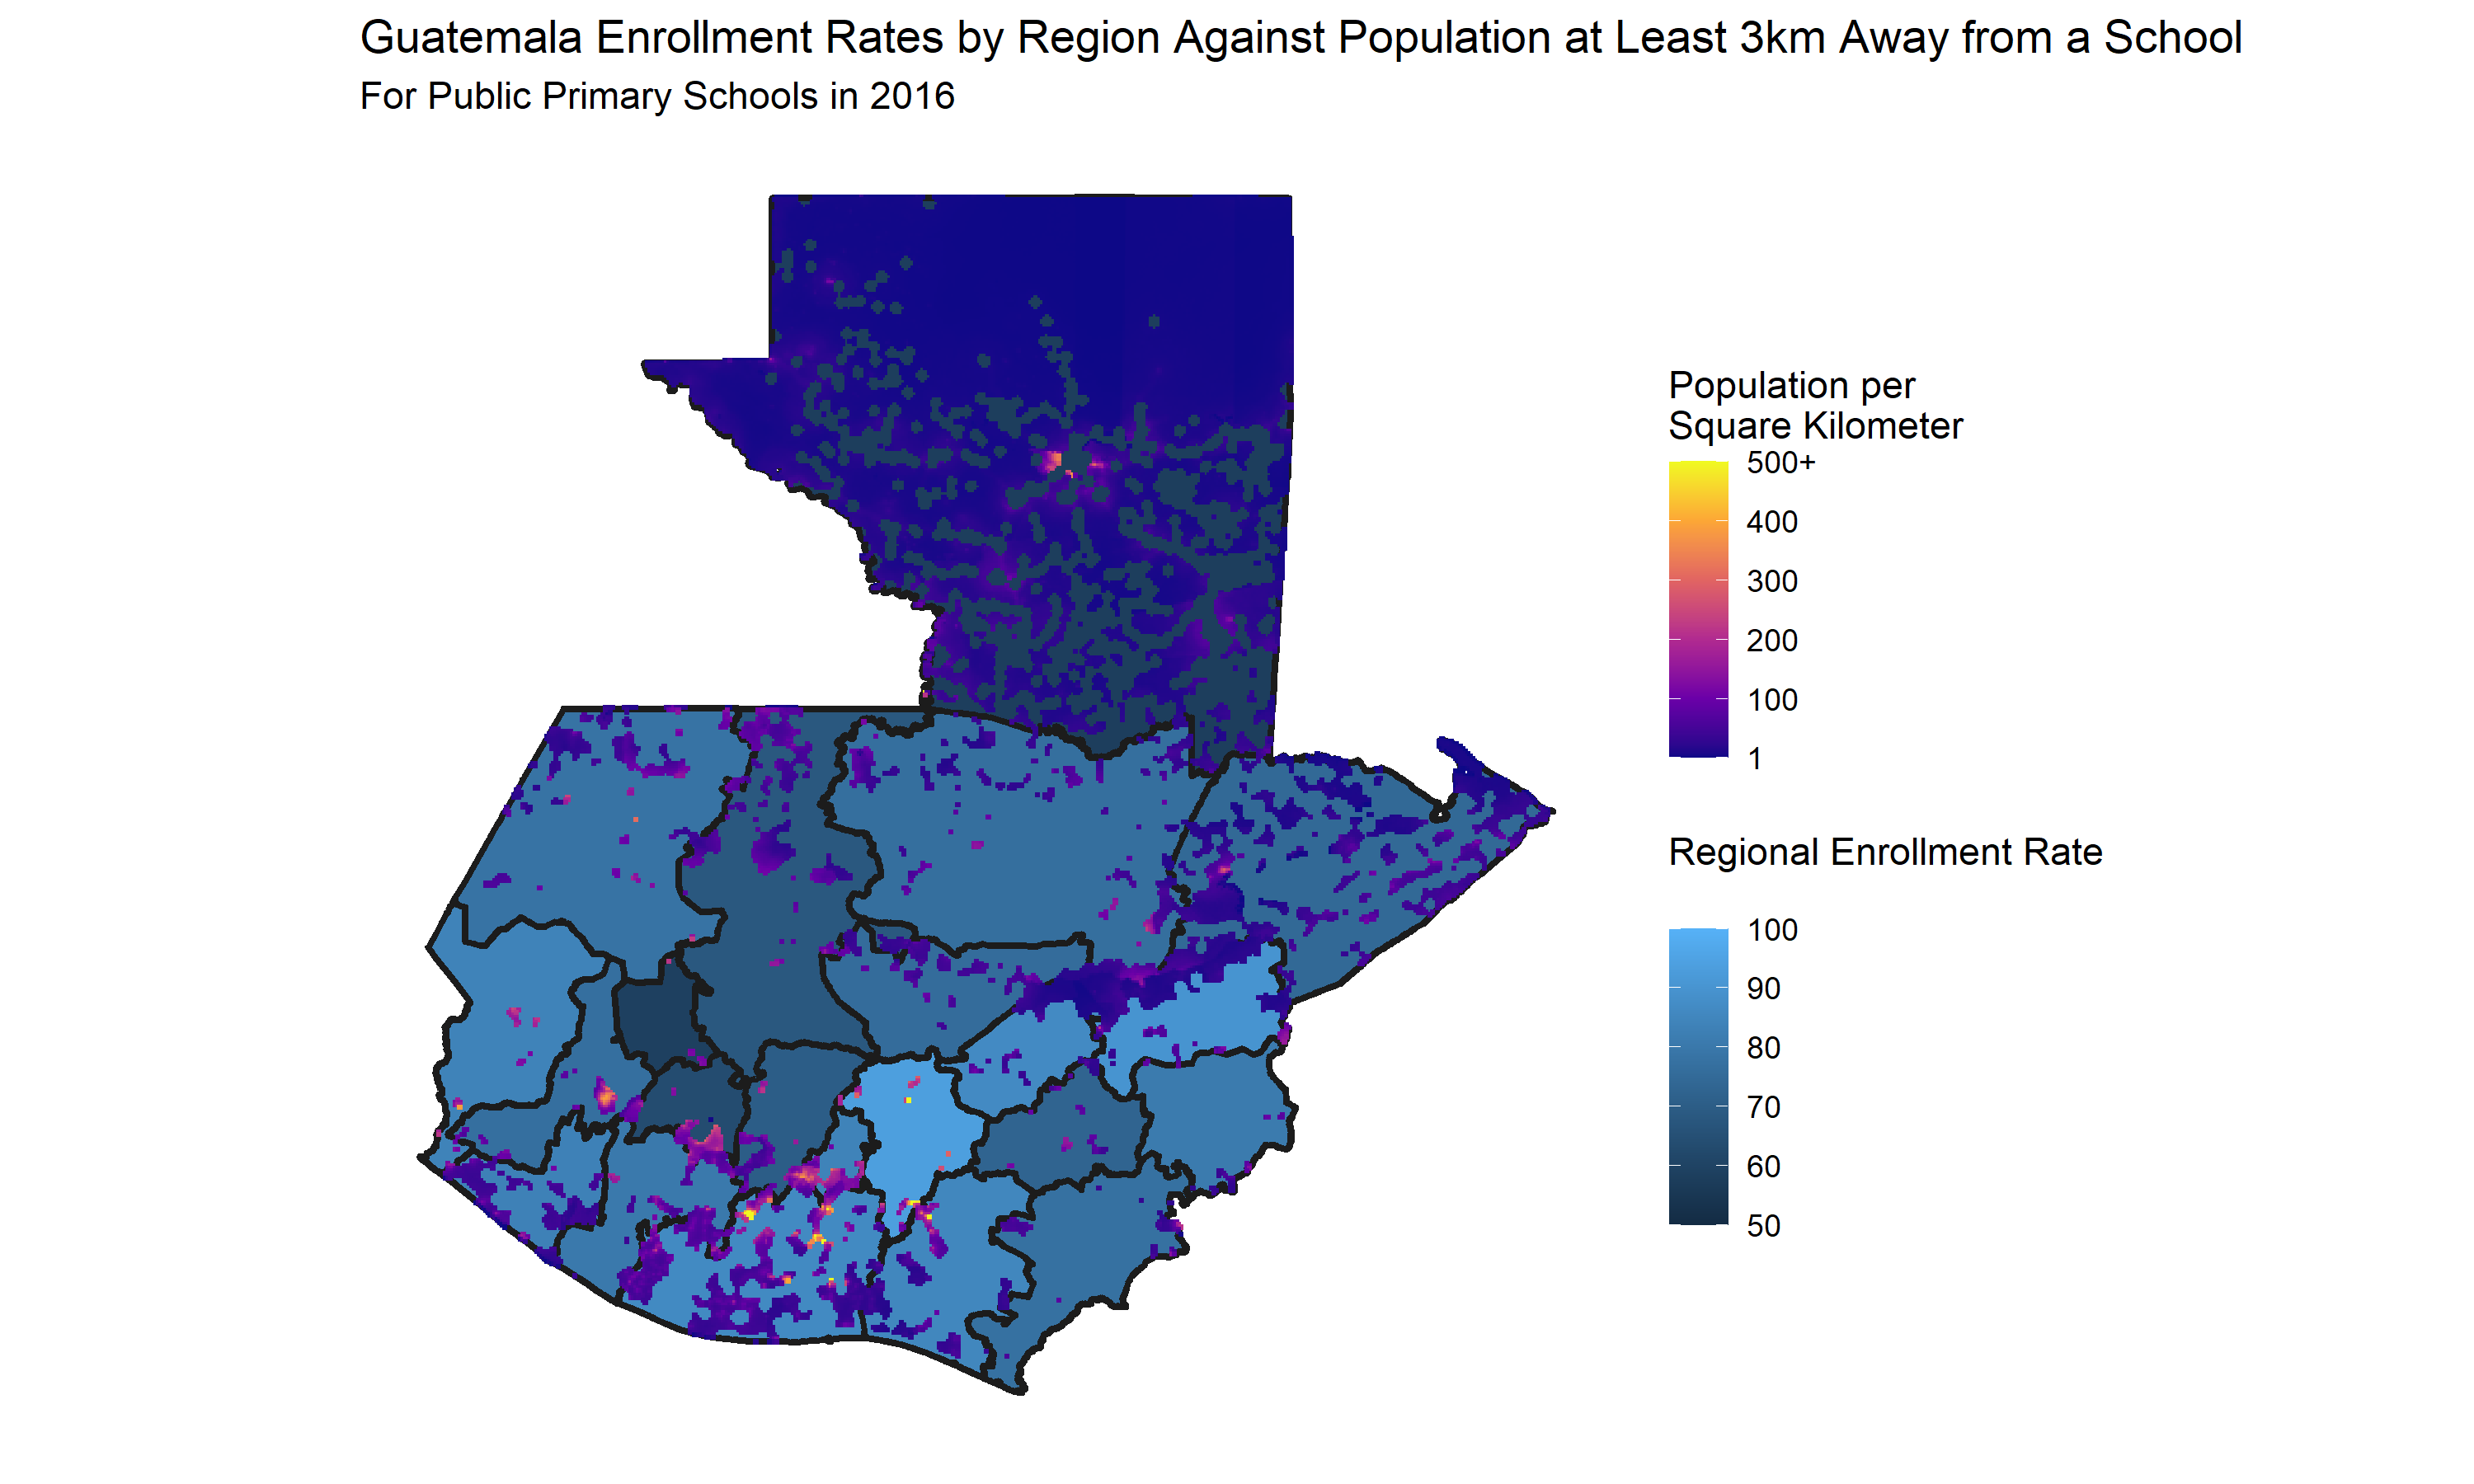 Guatemala Enrollment Rates by Region Against Population at Least 3km Away from a School
For Public Primary Schools in 2016
Population per
Square Kilometer
500+
400
300
200
100
1
Regional Enrollment Rate
100
90
80
70
60
50